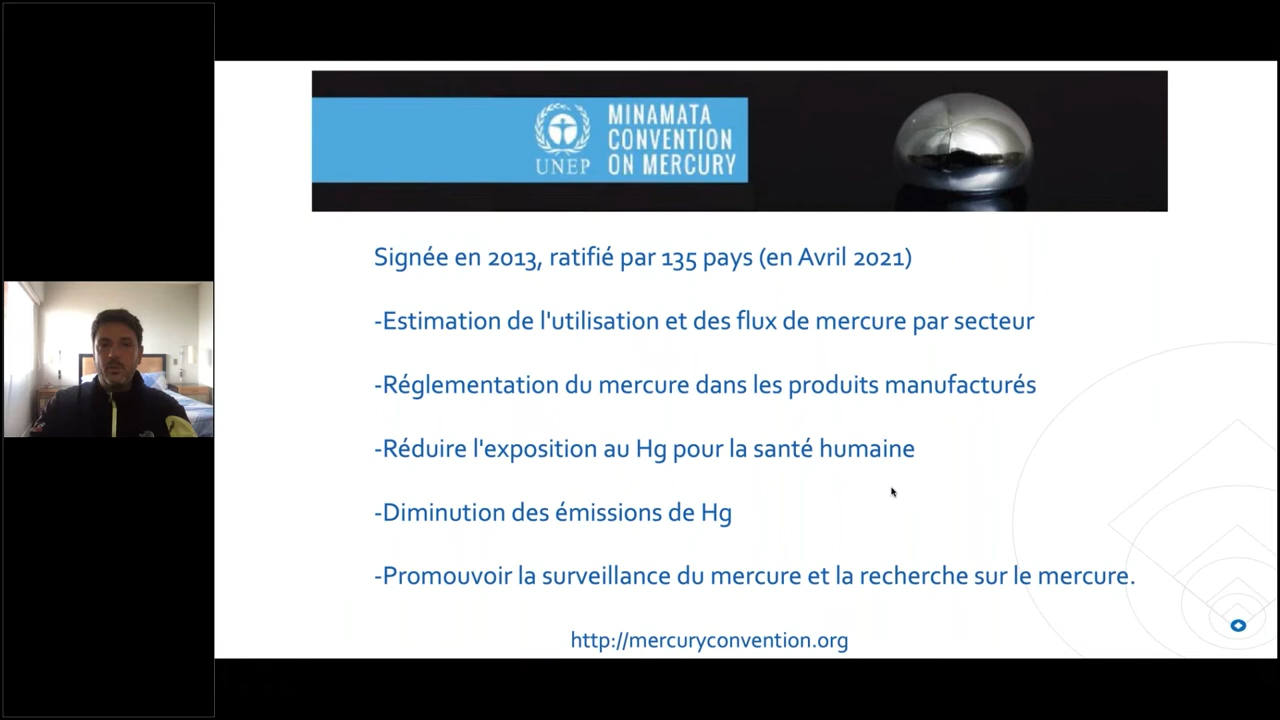 UNEP
MINAMATA
CONVENTION
ON MERCURY
Signée en 2013, ratifié par 135 pays (en Avril 2021)
-Estimation de l'utilisation et des flux de mercure par secteur
-Réglementation du mercure dans les produits manufacturés
-Réduire l'exposition au Hg pour la santé humaine
-Diminution des émissions de Hg
-Promouvoir la surveillance du mercure et la recherche sur le mercure.
http://mercuryconvention.org